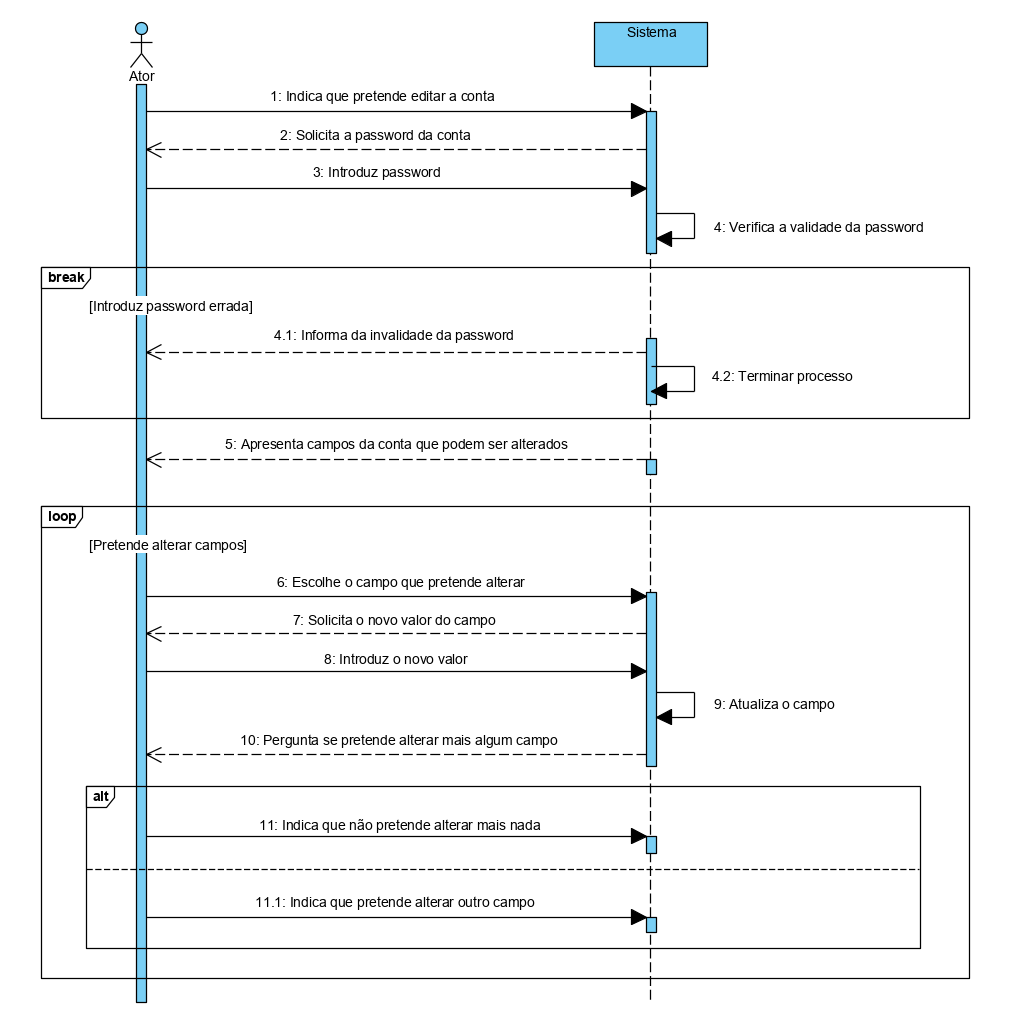 Ator
Sistema
1: Indica que pretende editar a conta
2: Solicita a password da conta
3: Introduz password
4: Verifica a validade da password
break
[Introduz password errada]
4.1: Informa da invalidade da password
4.2: Terminar processo
5: Apresenta campos da conta que podem ser alterados
loop
[Pretende alterar campos]
6: Escolhe o campo que pretende alterar
7: Solicita o novo valor do campo
8: Introduz o novo valor
9: Atualiza o campo
10: Pergunta se pretende alterar mais algum campo
alt
11: Indica que não pretende alterar mais nada
11.1: Indica que pretende alterar outro campo